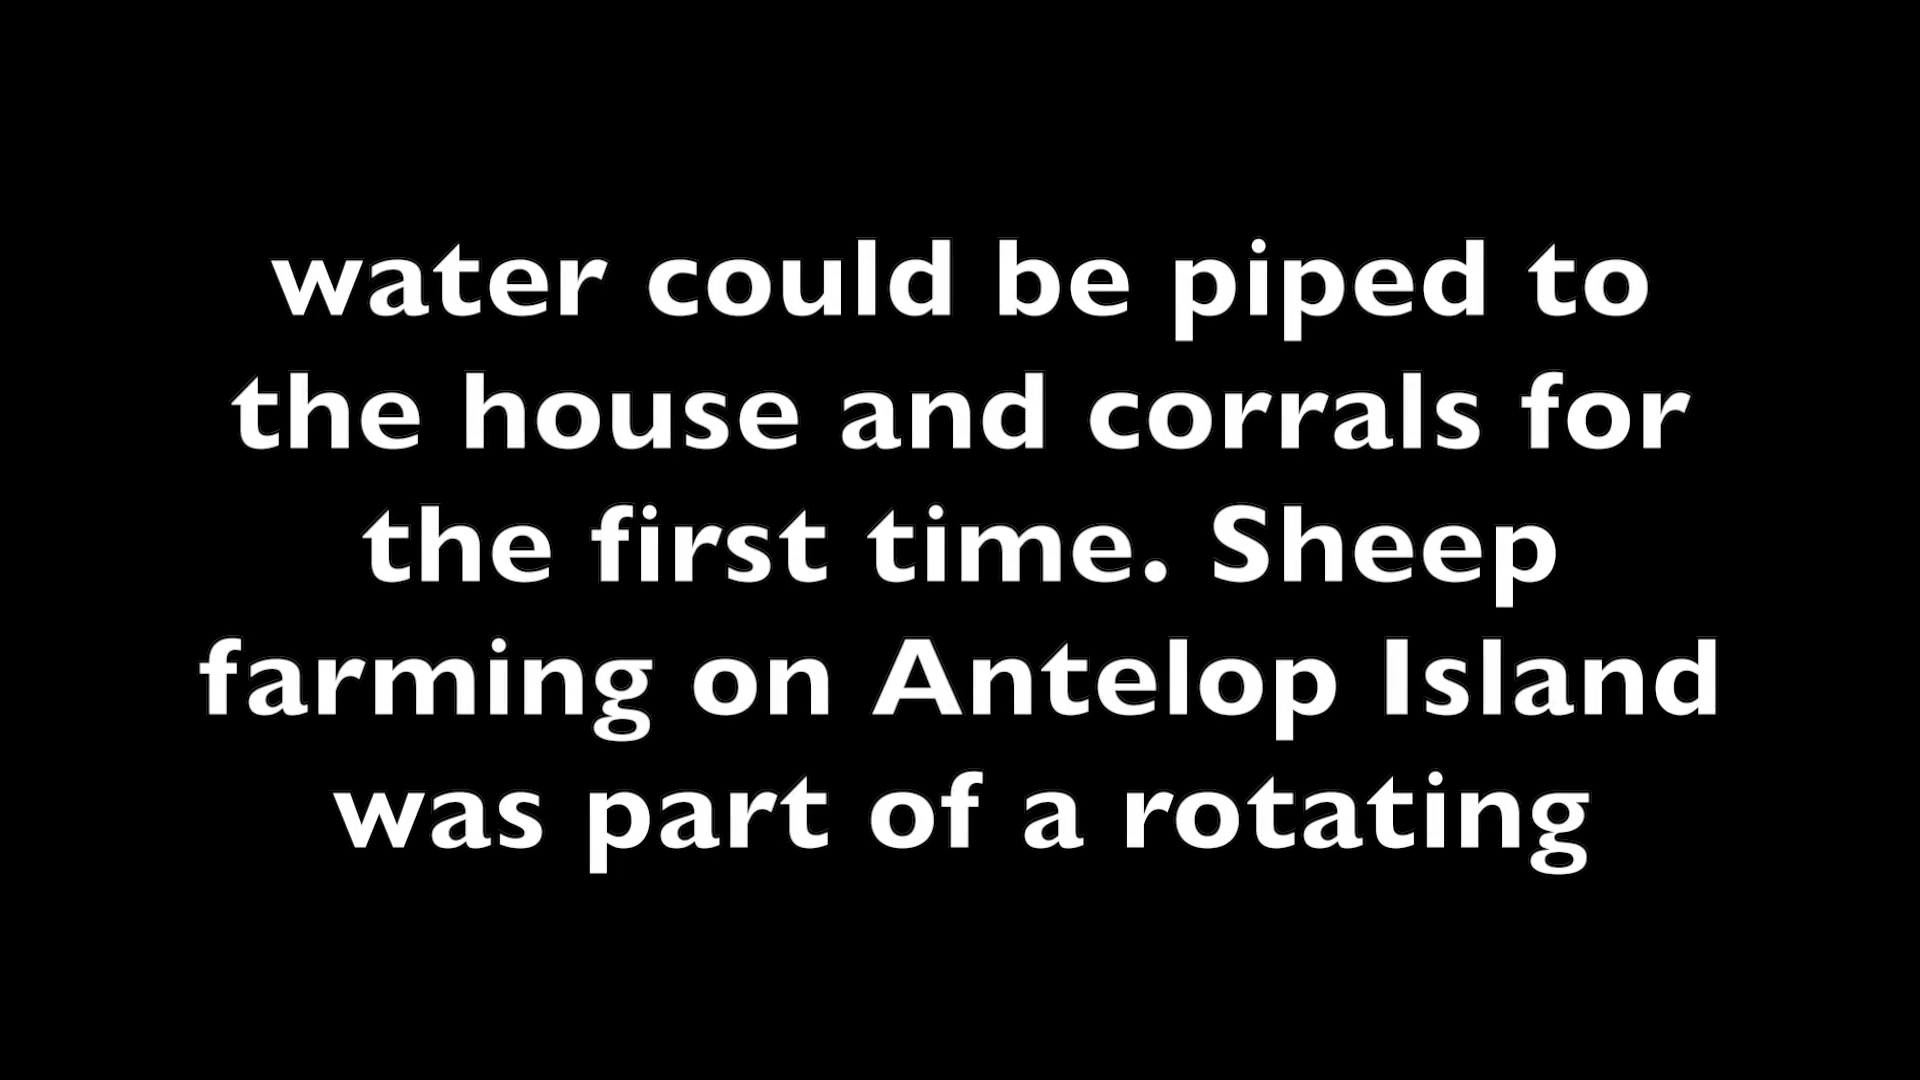 water could be piped to
the house and corrals for
the first time. Sheep
farming on Antelop Island
was part of a rotating